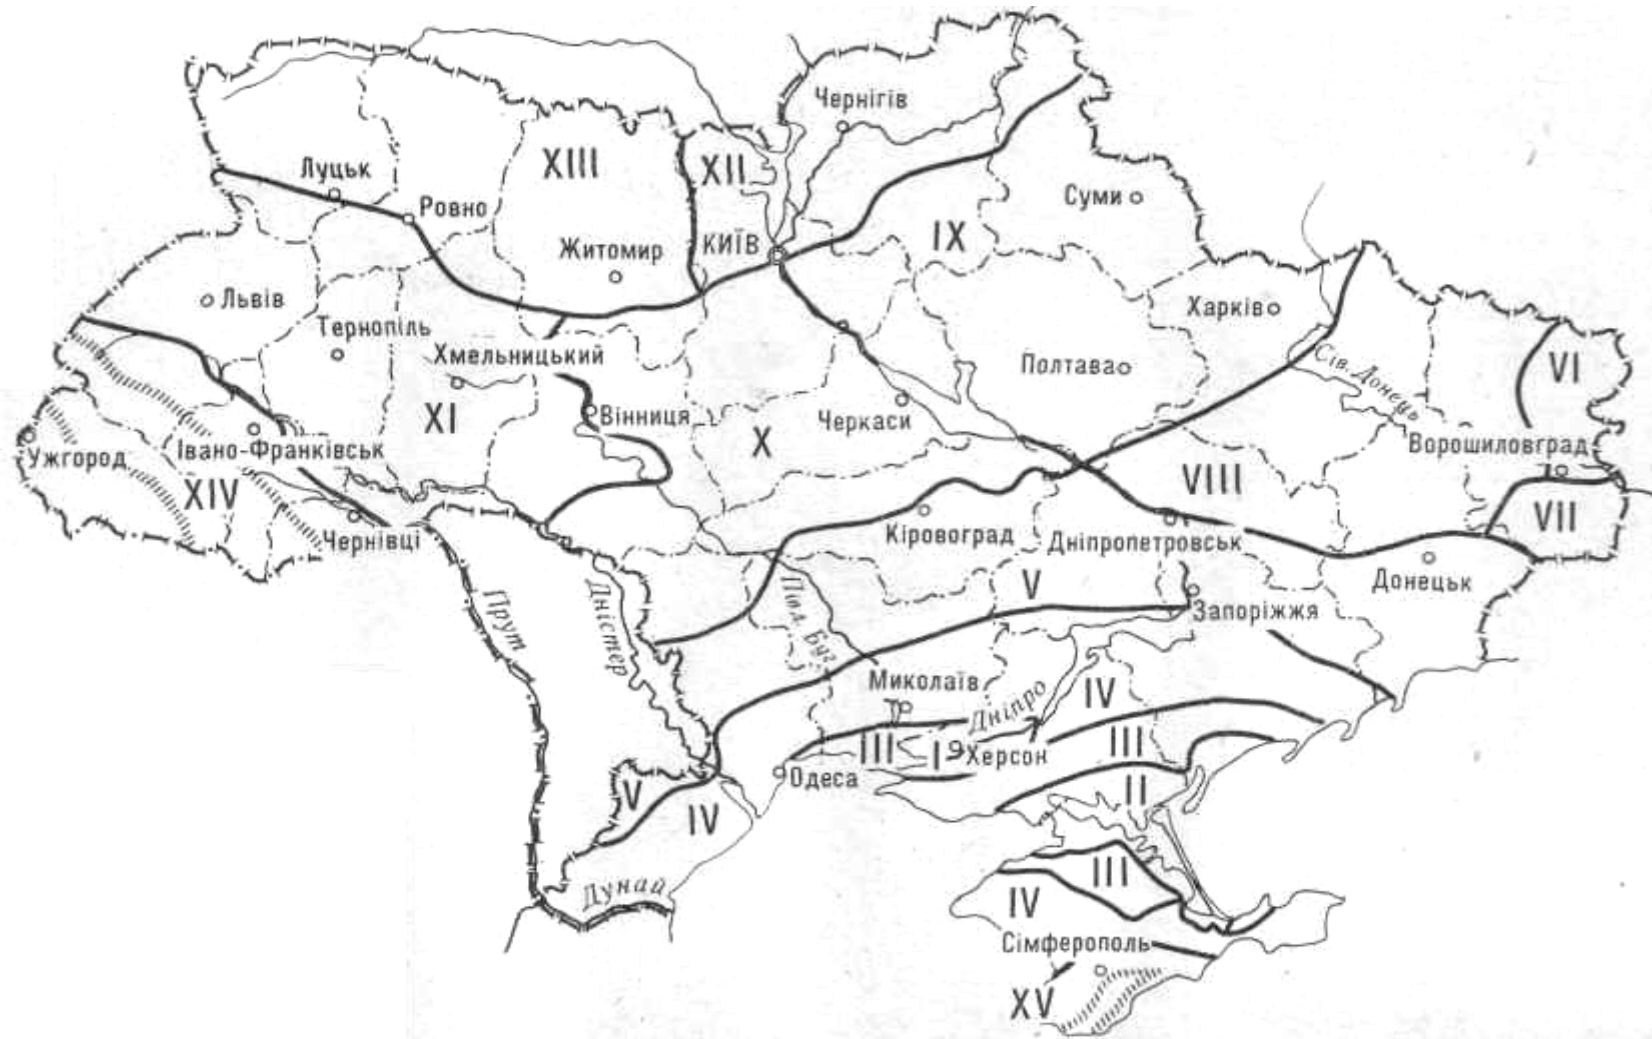 Чернігів
XIII
XII
Луцьк
Ровно
Суми
КИЇВ
IX
Житомир
Львів
Харків
Тернопіль
Хмельницький
Сів. Донець
VI
Полтава
Вінниця
XI
X
Черкаси
Ужгород
Івано-Франківськ
Ворошиловград
XIV
VIII
VII
Чернівці
Кіровоград
Дніпропетровськ
Донецьк
V
Прут
Дністер
Півд. Буг
Запоріжжя
Миколаїв
Дніпро
IV
III
I
Херсон
III
Одеса
V
IV
II
Дунай
III
IV
Сімферополь
XV